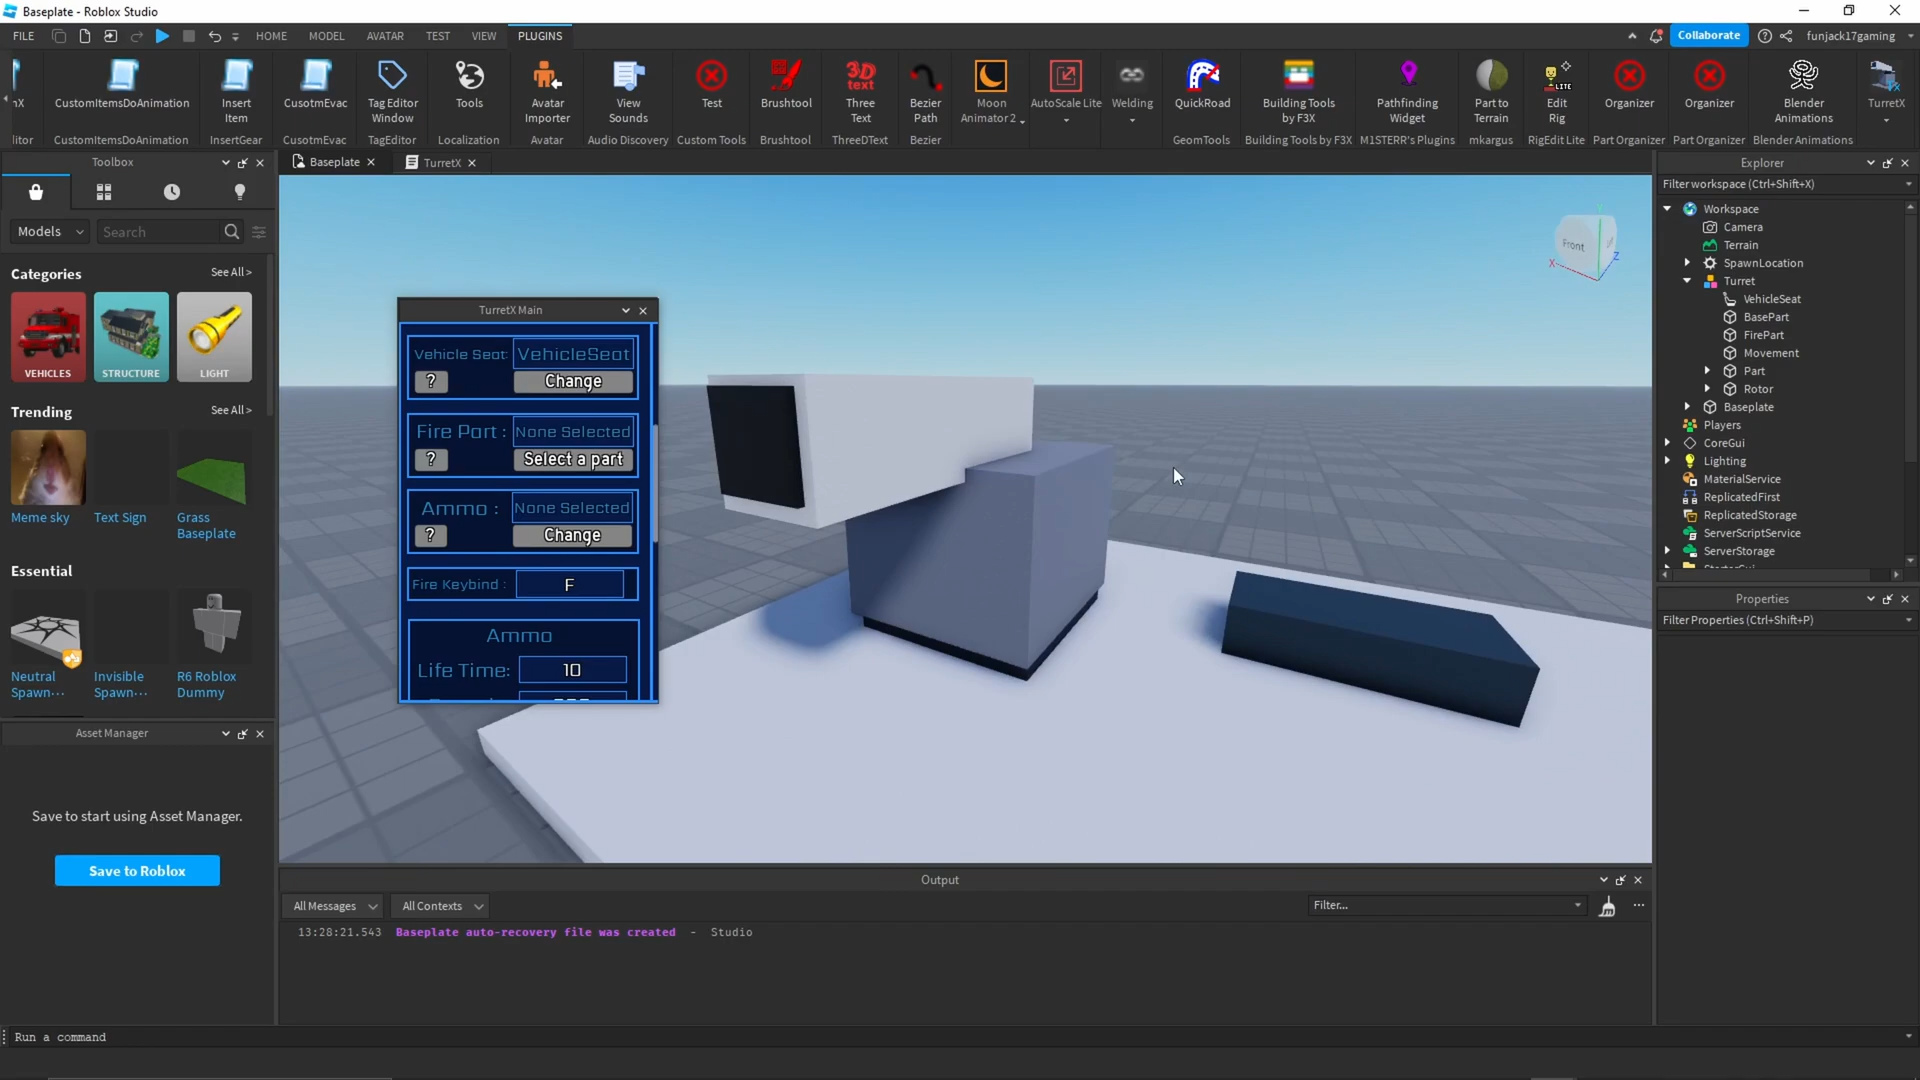 Baseplate - Roblox Studio
FILE
HOME
MODEL
AVATAR
TEST
VIEW
PLUGINS
Collaborate
funjack17gaming
nX
CustomItemsDoAnimation
Insert
Item
CusotmEvac
Tag Editor
Window
Tools
Avatar
Importer
View
Sounds
Test
Brushtool
3D
text
Three
Text
Bezier
Path
Moon
Animator 2
AutoScale Lite
Welding
QuickRoad
Building Tools
by F3X
Pathfinding
Widget
Part to
Terrain
LITE
Edit
Rig
Organizer
Organizer
Blender
Animations
TurretX
litor
CustomItemsDoAnimation
InsertGear
CusotmEvac
TagEditor
Localization
Avatar
Audio Discovery
Custom Tools
Brushtool
ThreeDText
Bezier
GeomTools
Building Tools by F3X
M1STERR's Plugins
mkargus
RigEdit Lite
Part Organizer
Part Organizer
Blender Animations
Toolbox
Models
Search
Categories
See All >
VEHICLES
STRUCTURE
LIGHT
Trending
See All >
Meme sky
Text Sign
Grass
Baseplate
Essential
Neutral
Spawn···
Invisible
Spawn···
R6 Roblox
Dummy
Asset Manager
Save to start using Asset Manager.
Save to Roblox
Baseplate
TurretX
Front
X
Y
Z
TurretX Main
Vehicle Seat: VehicleSeat
? Change
Fire Part : None Selected
? Select a part
Ammo : None Selected
? Change
Fire Keybind : F
Ammo
Life Time: 10
Explorer
Filter workspace (Ctrl+Shift+X)
Workspace
Camera
Terrain
SpawnLocation
Turret
VehicleSeat
BasePart
FirePart
Movement
Part
Rotor
Baseplate
Players
CoreGui
Lighting
MaterialService
ReplicatedFirst
ReplicatedStorage
ServerScriptService
ServerStorage
StarterGui
Properties
Filter Properties (Ctrl+Shift+P)
Output
All Messages
All Contexts
Filter...
13:28:21.543 Baseplate auto-recovery file was created - Studio
Run a command